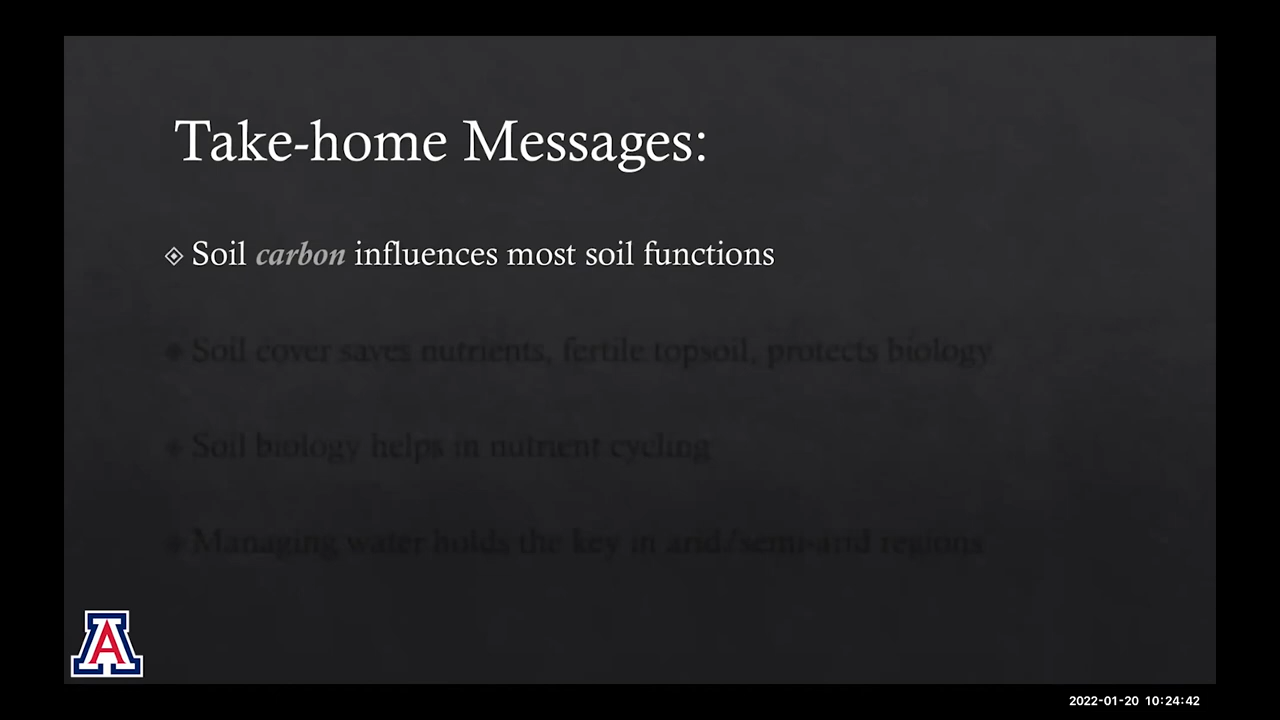 Take-home Messages:
Soil carbon influences most soil functions
Soil cover saves nutrients, fertile topsoil, protects biology
Soil biology helps in nutrient cycling
Managing water holds the key in arid/semi-arid regions
A
2022-01-20 10:24:42